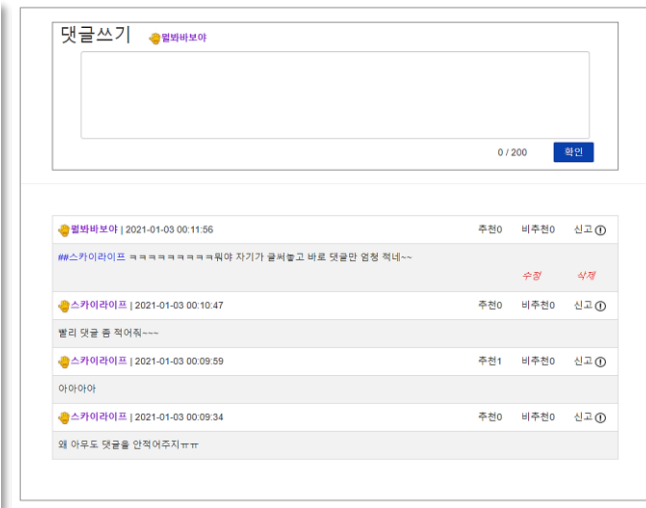 댓글쓰기 뭘봐바보야
0 / 200 확인
뭘봐바보야 | 2021-01-03 00:11:56 추천0 비추천0 신고
##스카이라이프 ㅋㅋㅋㅋㅋㅋㅋㅋㅋ뭐야 자기가 글써놓고 바로 댓글만 엄청 적네~~
수정 삭제
스카이라이프 | 2021-01-03 00:10:47 추천0 비추천0 신고
빨리 댓글 좀 적어줘~~~
스카이라이프 | 2021-01-03 00:09:59 추천1 비추천0 신고
아아아아
스카이라이프 | 2021-01-03 00:09:34 추천0 비추천0 신고
왜 아무도 댓글을 안적어주지ㅠㅠ